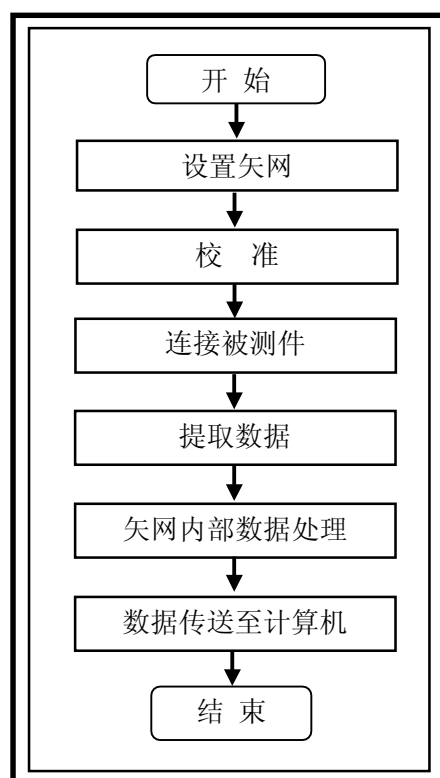 开 始
设置矢网
校 准
连接被测件
提取数据
矢网内部数据处理
数据传送至计算机
结 束